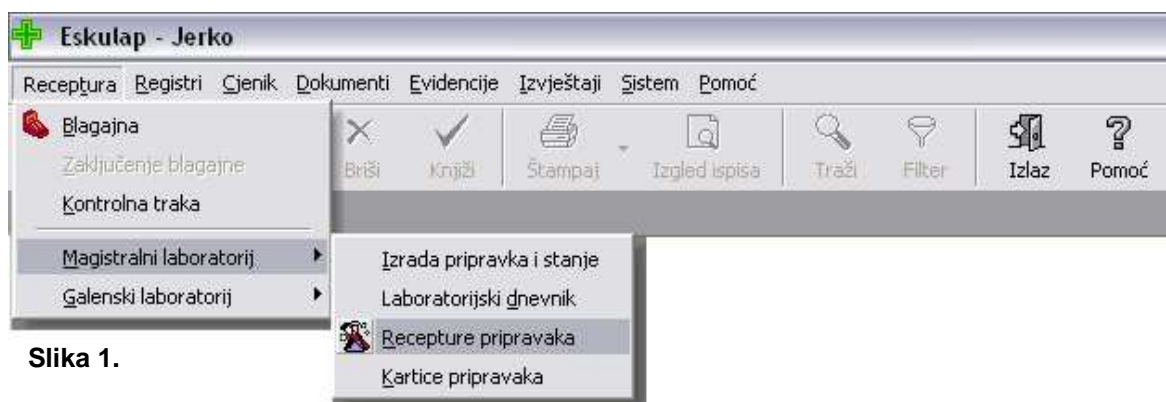 Eskulap - Jerko
Receptura Registri Cjenik Dokumenti Evidencije Izvještaji Sistem Pomoć
Blagajna
Zaključenje blagajne
Kontrolna traka
Magistralni laboratorij
Galenski laboratorij
Briši Knjiži Štampaj Izgled ispisa Traži Filter Izlaz Pomoć
Izrada pripravka i stanje
Laboratorijski dnevnik
Recepture pripravaka
Kartice pripravaka
Slika 1.